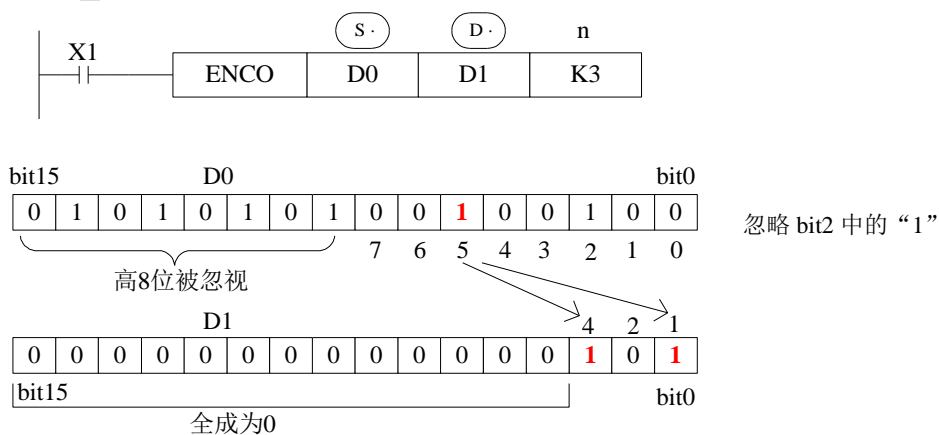 S · D · n
X1
ENCO D0 D1 K3
bit15 D0 bit0
0 1 0 1 0 1 0 1 0 0 1 0 0 1 0 0
忽略 bit2 中的“1”
7 6 5 4 3 2 1 0
高8位被忽视
D1
4 2 1
0 0 0 0 0 0 0 0 0 0 0 0 0 1 0 1
bit15 bit0
全成为0